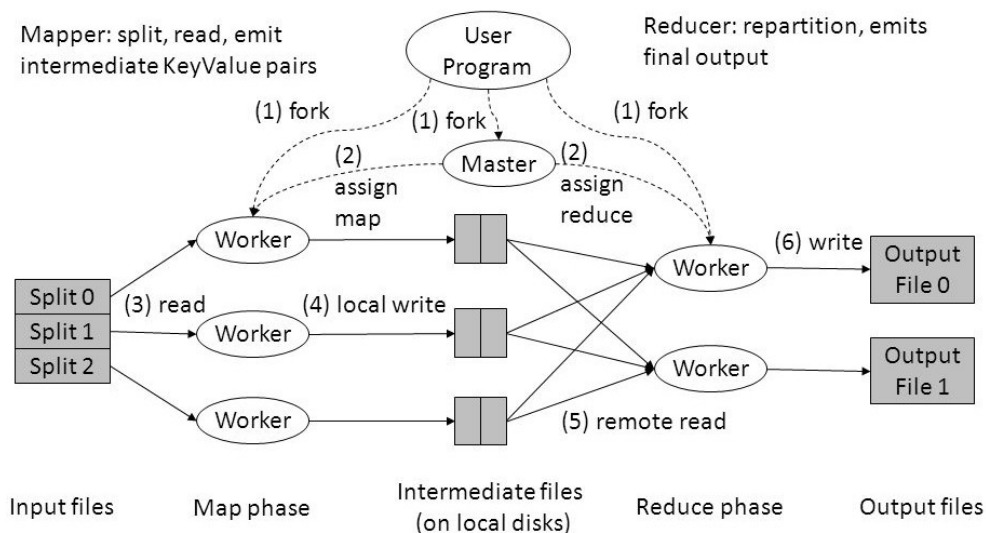 Mapper: split, read, emit
intermediate KeyValue pairs
User
Program
Reducer: repartition, emits
final output
(1) fork
(1) fork
(1) fork
Master
(2)
assign
map
(2)
assign
reduce
Worker
Worker
Worker
Split 0
Split 1
Split 2
(3) read
(4) local write
(5) remote read
Worker
Worker
(6) write
Output
File 0
Output
File 1
Input files
Map phase
Intermediate files
(on local disks)
Reduce phase
Output files